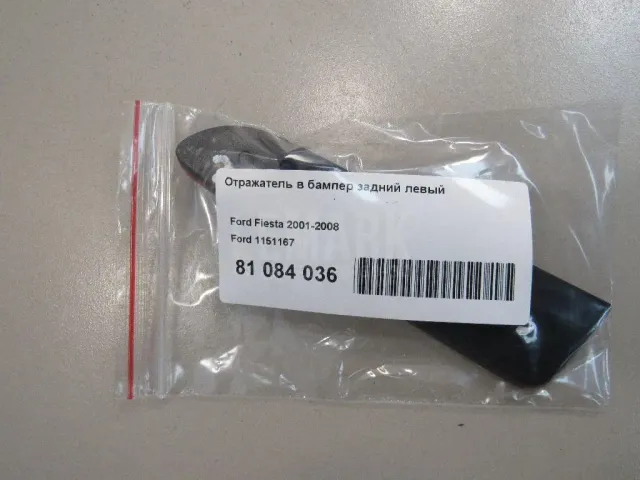 Отражатель в бампер задний левый
Ford Fiesta 2001-2008
Ford 1151167
81 084 036